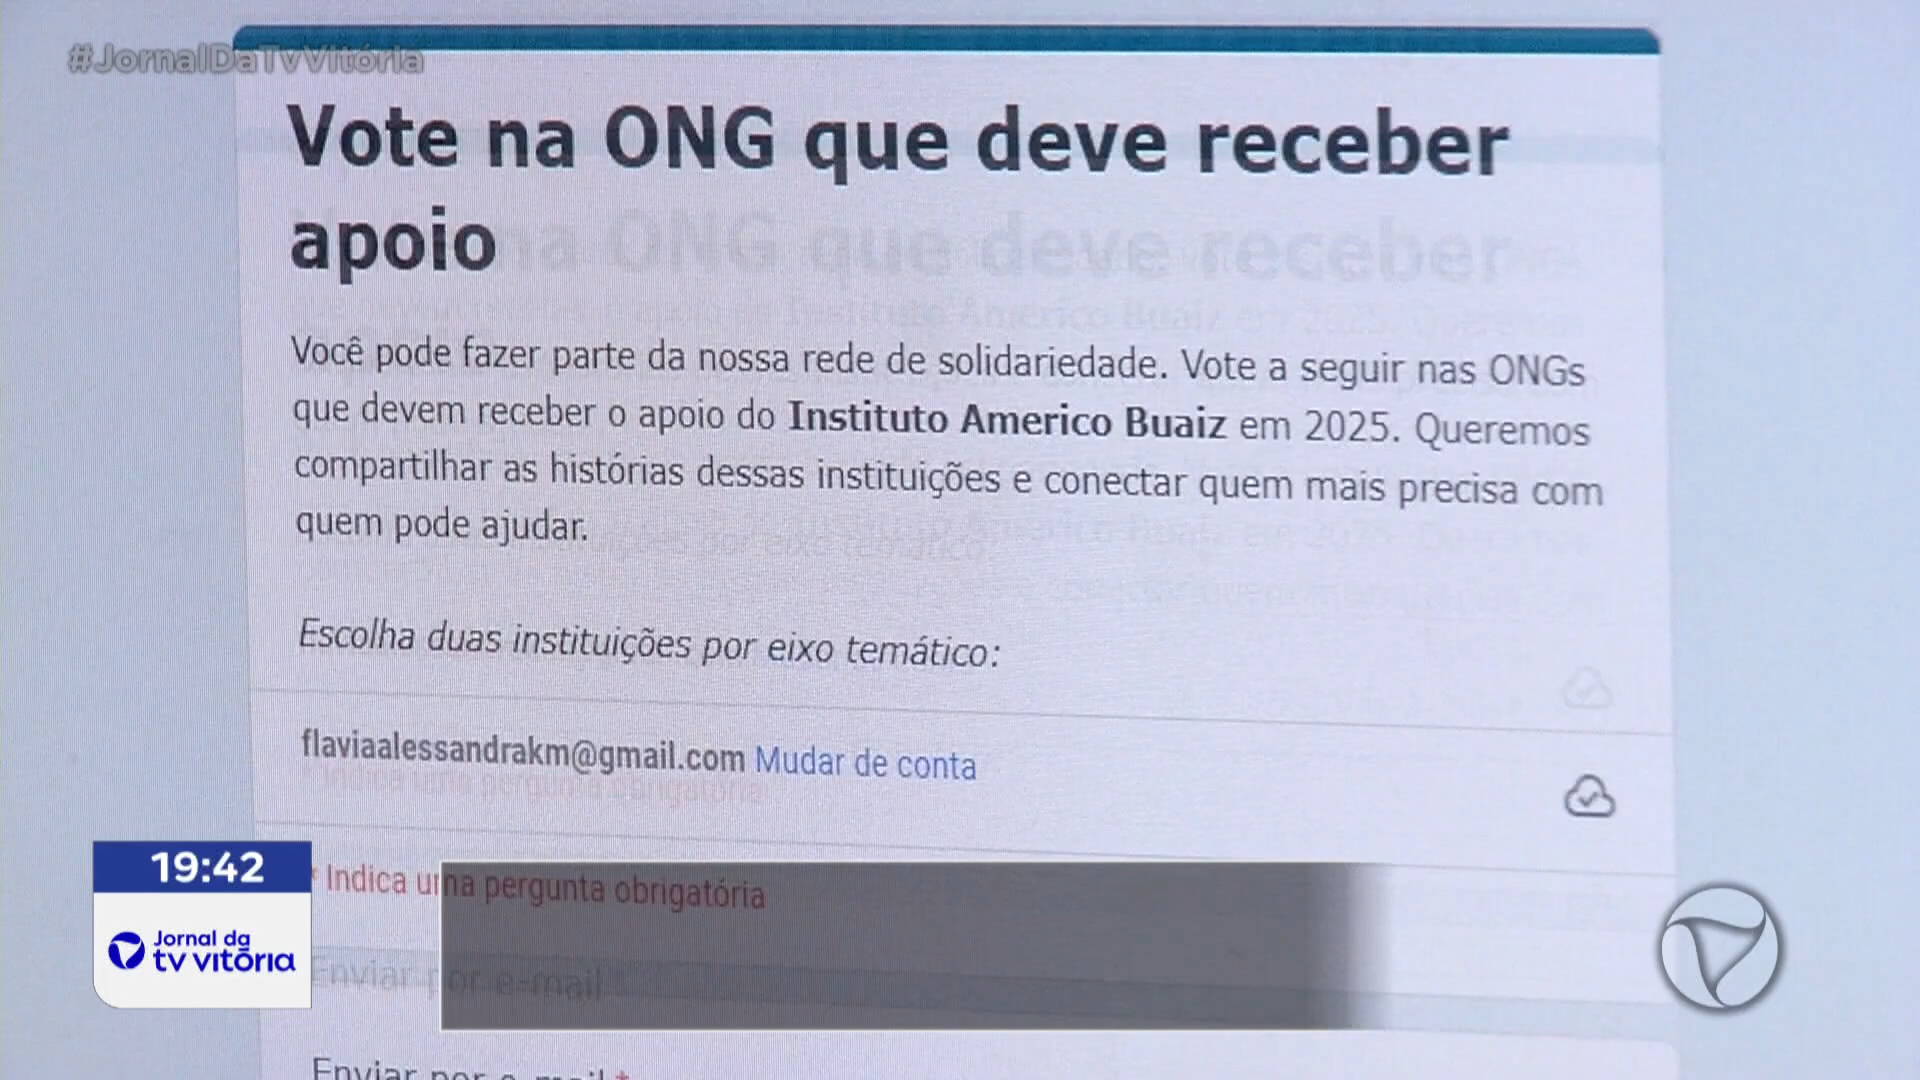 #JornalDaTvVitória
Vote na ONG que deve receber
apoio
Você pode fazer parte da nossa rede de solidariedade. Vote a seguir nas ONGs
que devem receber o apoio do Instituto Americo Buaiz em 2025. Queremos
compartilhar as histórias dessas instituições e conectar quem mais precisa com
quem pode ajudar.
Escolha duas instituições por eixo temático:
flaviaalessandrakm@gmail.com Mudar de conta
* Indica uma pergunta obrigatória
Enviar por e-mail *
19:42
Jornal da
tv vitória